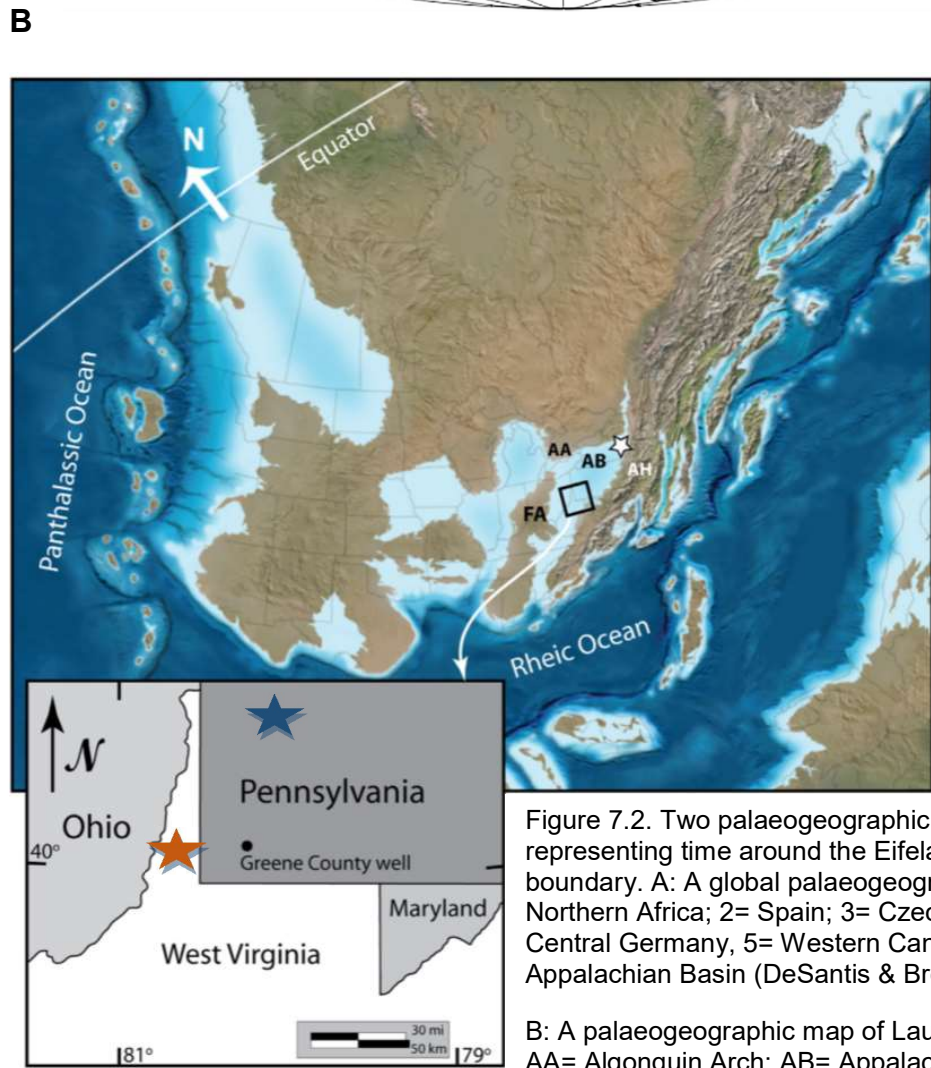 B
N
Equator
Panthalassic Ocean
AA
AB
AH
FA
Rheic Ocean
N
Ohio
Pennsylvania
40°
Greene County well
Maryland
West Virginia
30 mi
50 km
81°
79°
Figure 7.2. Two palaeogeographic
representing time around the Eifela
boundary. A: A global palaeogeogr
Northern Africa; 2= Spain; 3= Czec
Central Germany, 5= Western Can
Appalachian Basin (DeSantis & Br
B: A palaeogeographic map of Lau
AA= Algonquin Arch; AB= Appalac